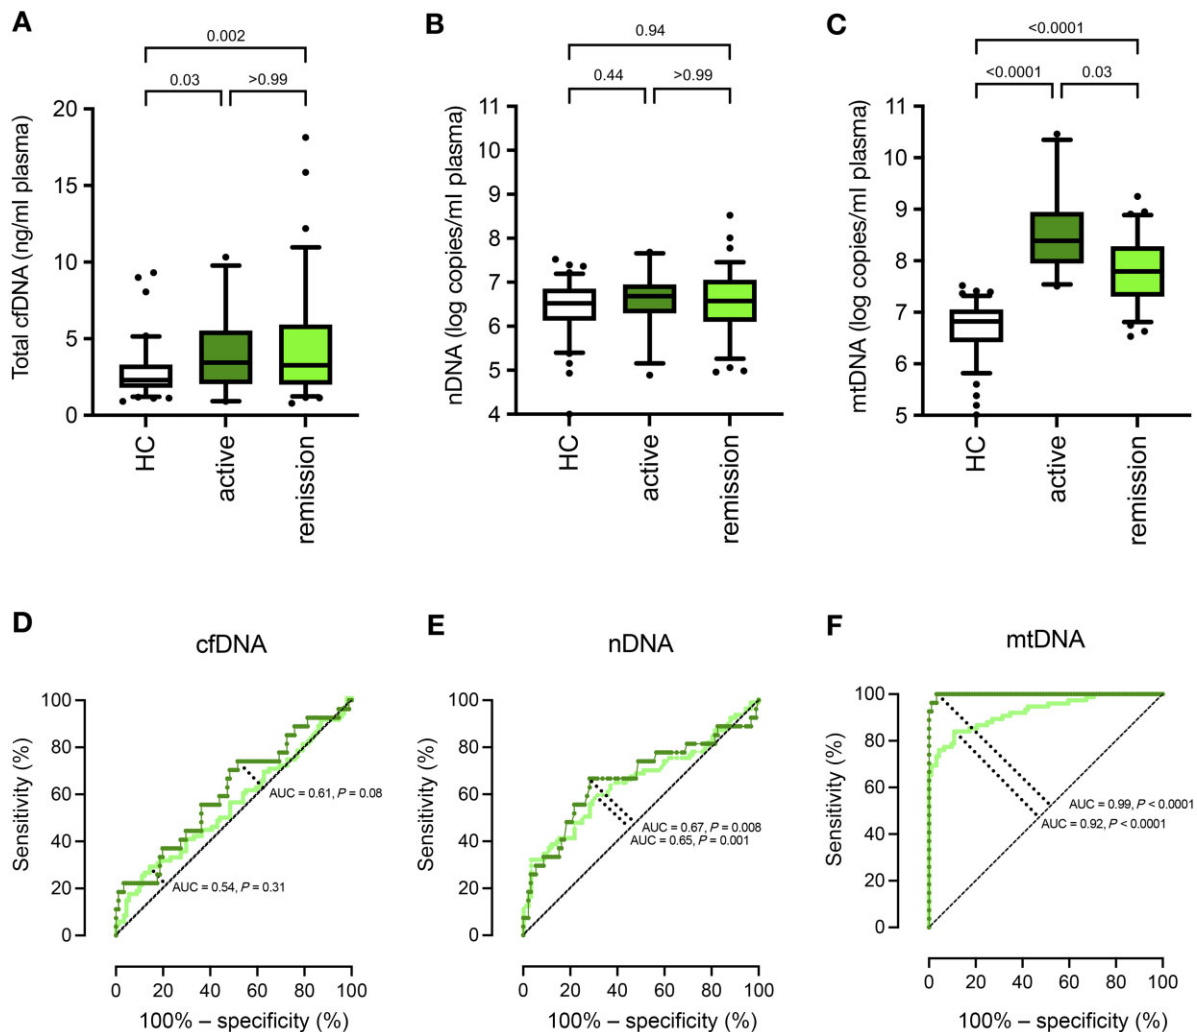 A
B
C
0.002
0.03
>0.99
0.94
0.44
>0.99
<0.0001
<0.0001
0.03
Total cfDNA (ng/ml plasma)
20
15
10
5
0
HC
active
remission
nDNA (log copies/ml plasma)
11
10
9
8
7
6
5
4
HC
active
remission
mtDNA (log copies/ml plasma)
11
10
9
8
7
6
5
HC
active
remission
D
cfDNA
Sensitivity (%)
100
80
60
40
20
0
AUC = 0.61, P = 0.08
AUC = 0.54, P = 0.31
0 20 40 60 80 100
100% – specificity (%)
E
nDNA
Sensitivity (%)
100
80
60
40
20
0
AUC = 0.67, P = 0.008
AUC = 0.65, P = 0.001
0 20 40 60 80 100
100% – specificity (%)
F
mtDNA
Sensitivity (%)
100
80
60
40
20
0
AUC = 0.99, P < 0.0001
AUC = 0.92, P < 0.0001
0 20 40 60 80 100
100% – specificity (%)